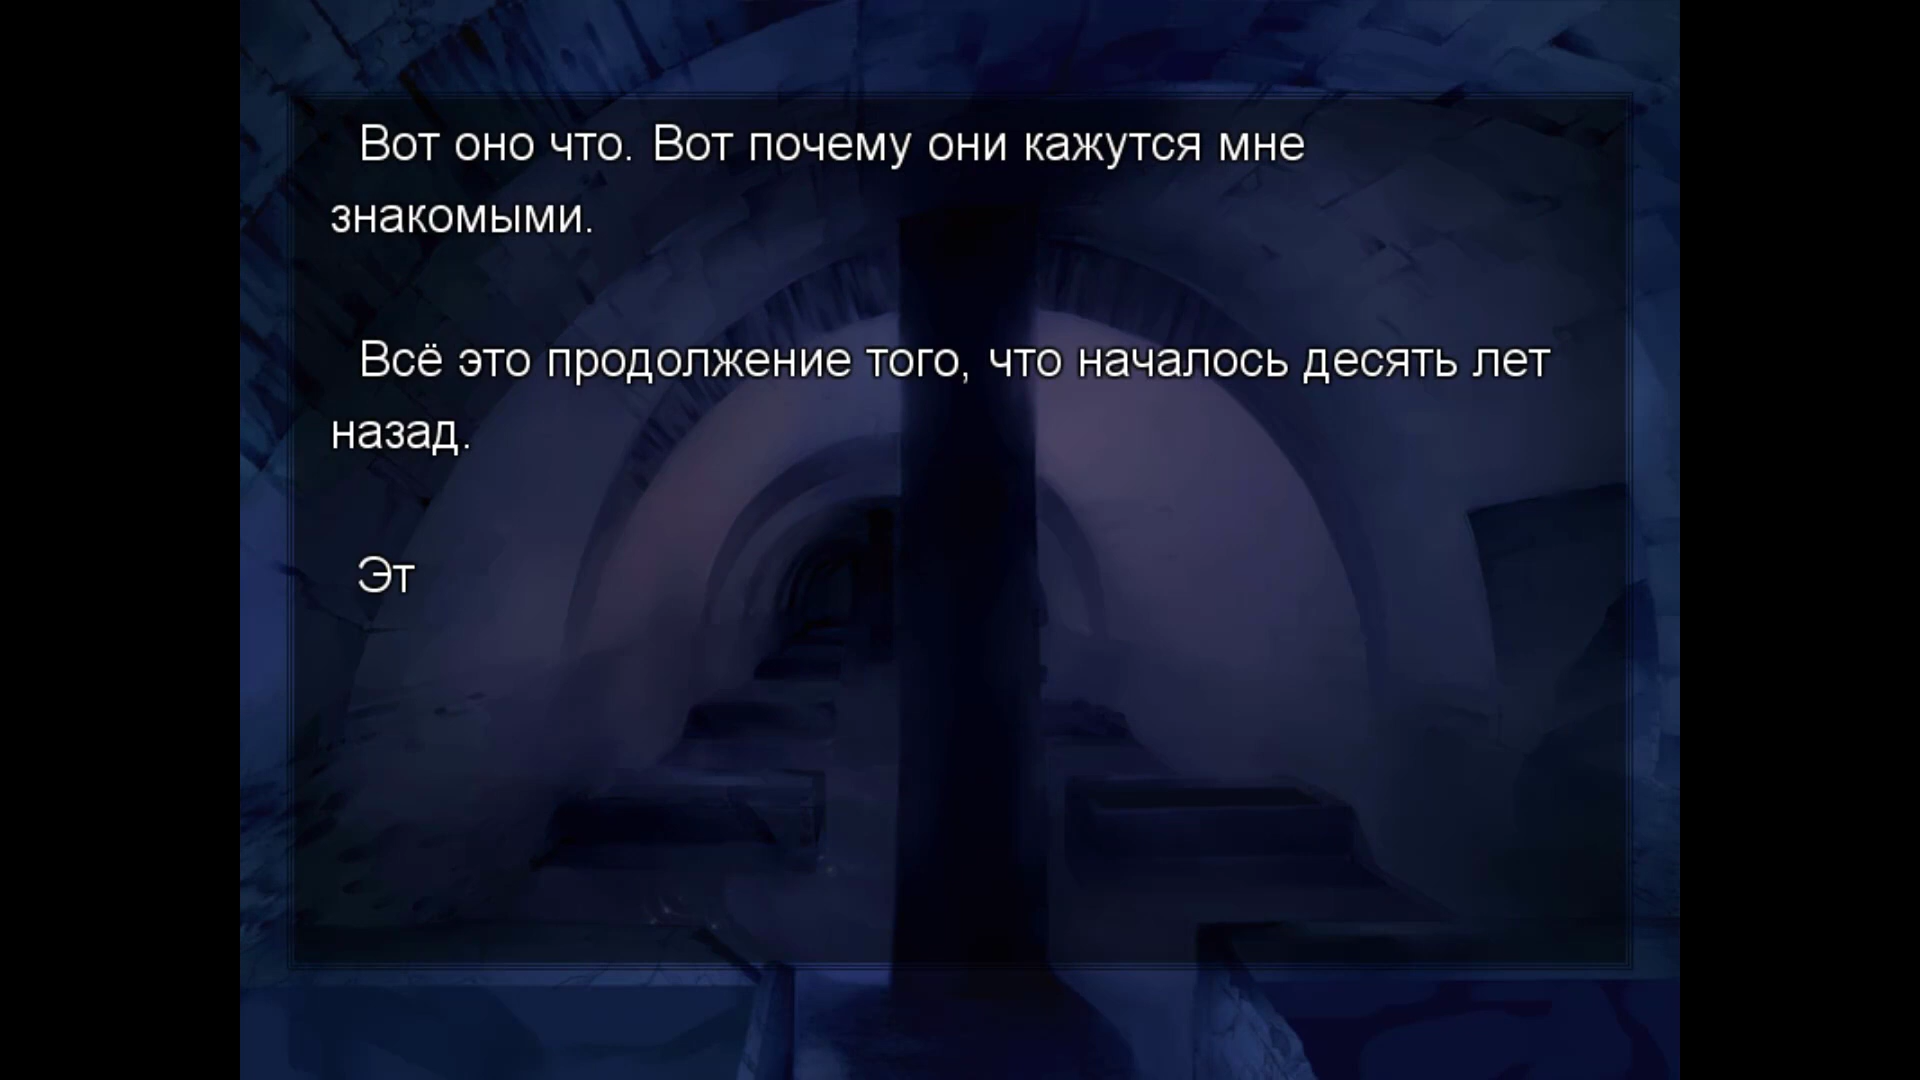 Вот оно что. Вот почему они кажутся мне
знакомыми.
Всё это продолжение того, что началось десять лет
назад.
Эт